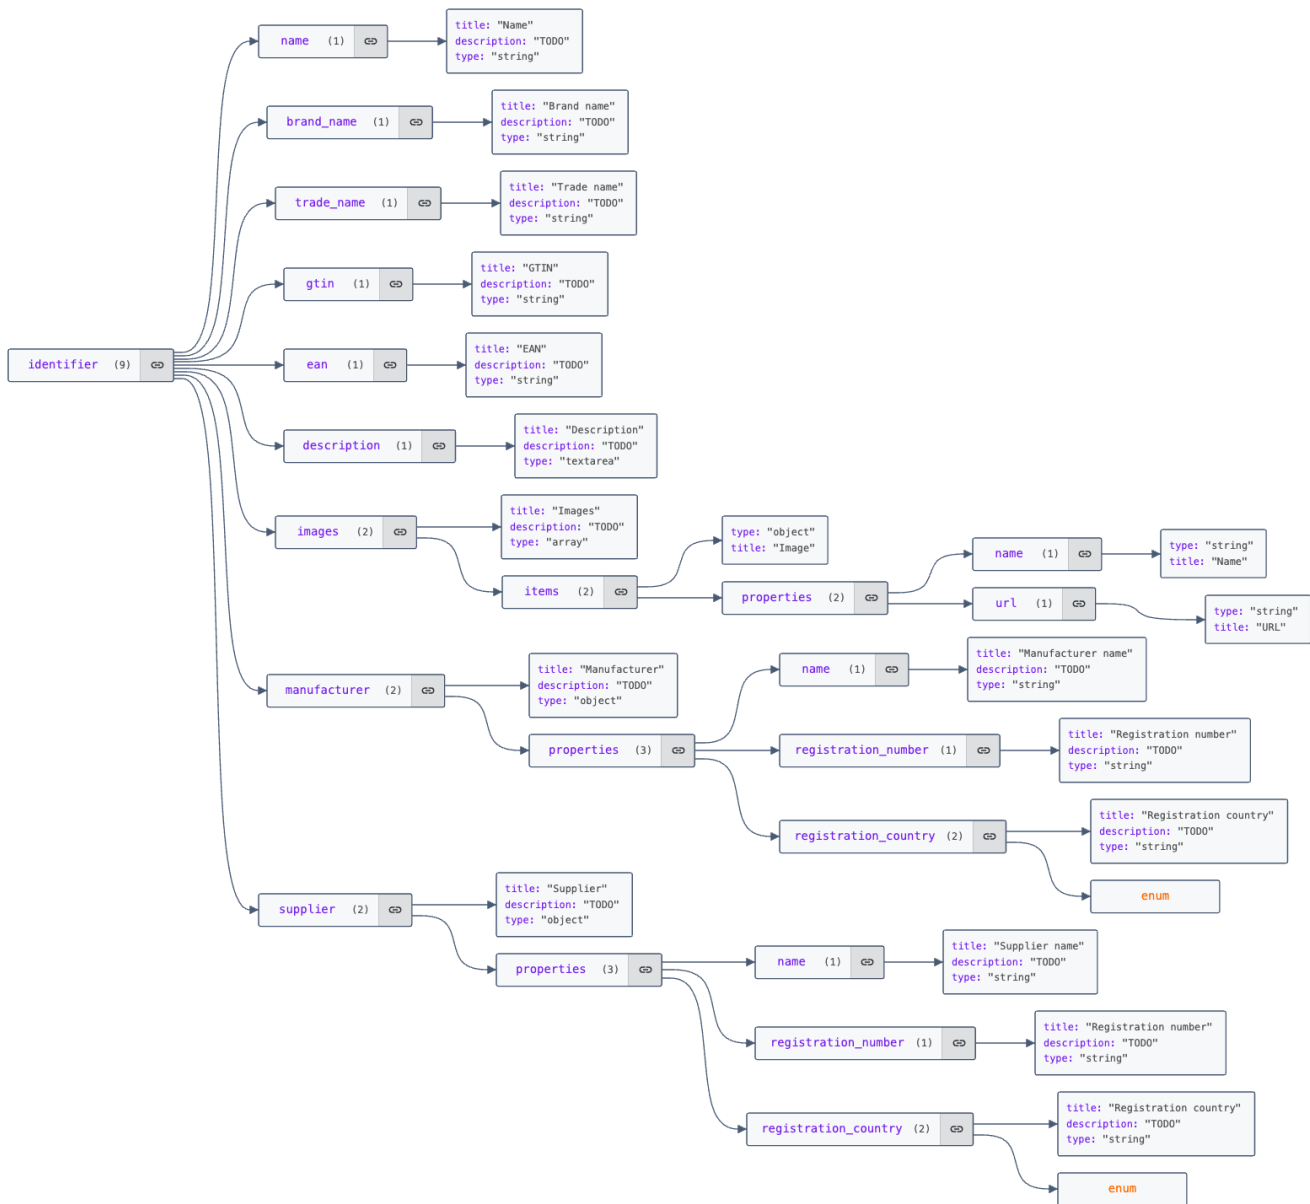 name (1)
title: "Name"
description: "TODO"
type: "string"
brand_name (1)
title: "Brand name"
description: "TODO"
type: "string"
trade_name (1)
title: "Trade name"
description: "TODO"
type: "string"
gtin (1)
title: "GTIN"
description: "TODO"
type: "string"
identifier (9)
ean (1)
title: "EAN"
description: "TODO"
type: "string"
description (1)
title: "Description"
description: "TODO"
type: "textarea"
images (2)
title: "Images"
description: "TODO"
type: "array"
items (2)
type: "object"
title: "Image"
properties (2)
name (1)
type: "string"
title: "Name"
url (1)
type: "string"
title: "URL"
manufacturer (2)
title: "Manufacturer"
description: "TODO"
type: "object"
properties (3)
name (1)
title: "Manufacturer name"
description: "TODO"
type: "string"
registration_number (1)
title: "Registration number"
description: "TODO"
type: "string"
registration_country (2)
title: "Registration country"
description: "TODO"
type: "string"
enum
supplier (2)
title: "Supplier"
description: "TODO"
type: "object"
properties (3)
name (1)
title: "Supplier name"
description: "TODO"
type: "string"
registration_number (1)
title: "Registration number"
description: "TODO"
type: "string"
registration_country (2)
title: "Registration country"
description: "TODO"
type: "string"
enum